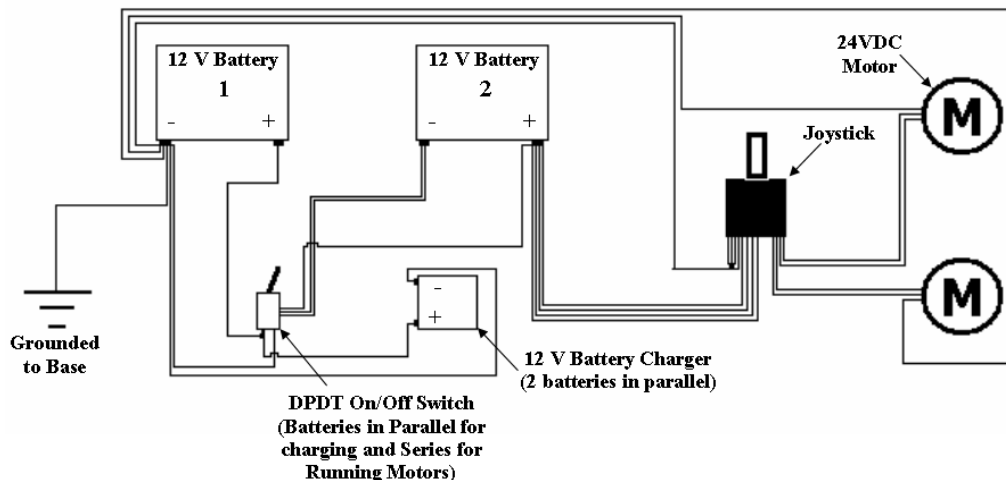 12 V Battery
1
- +
12 V Battery
2
- +
24VDC
Motor
M
Joystick
M
-
+
Grounded
to Base
12 V Battery Charger
(2 batteries in parallel)
DPDT On/Off Switch
(Batteries in Parallel for
charging and Series for
Running Motors)